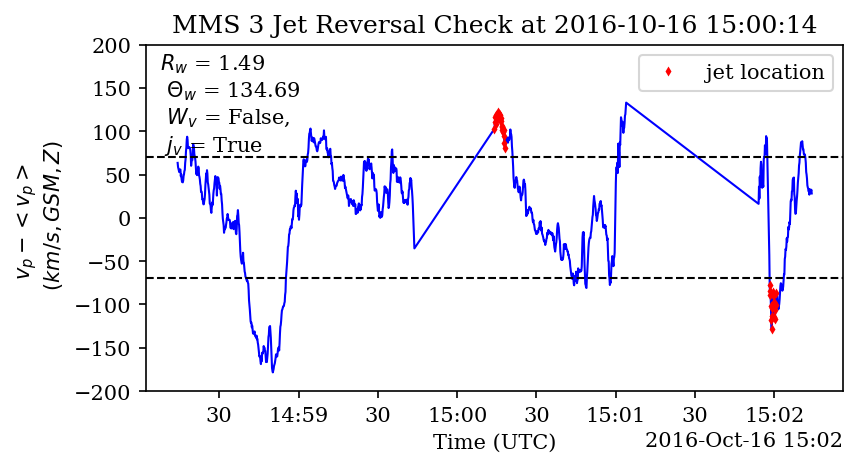 MMS 3 Jet Reversal Check at 2016-10-16 15:00:14
R_w = 1.49
Θ_w = 134.69
W_v = False,
j_v = True
jet location
200
150
100
50
0
−50
−100
−150
−200
v_p − < v_p >
(km/s, GSM, Z)
30 14:59 30 15:00 30 15:01 30 15:02
Time (UTC)
2016-Oct-16 15:02